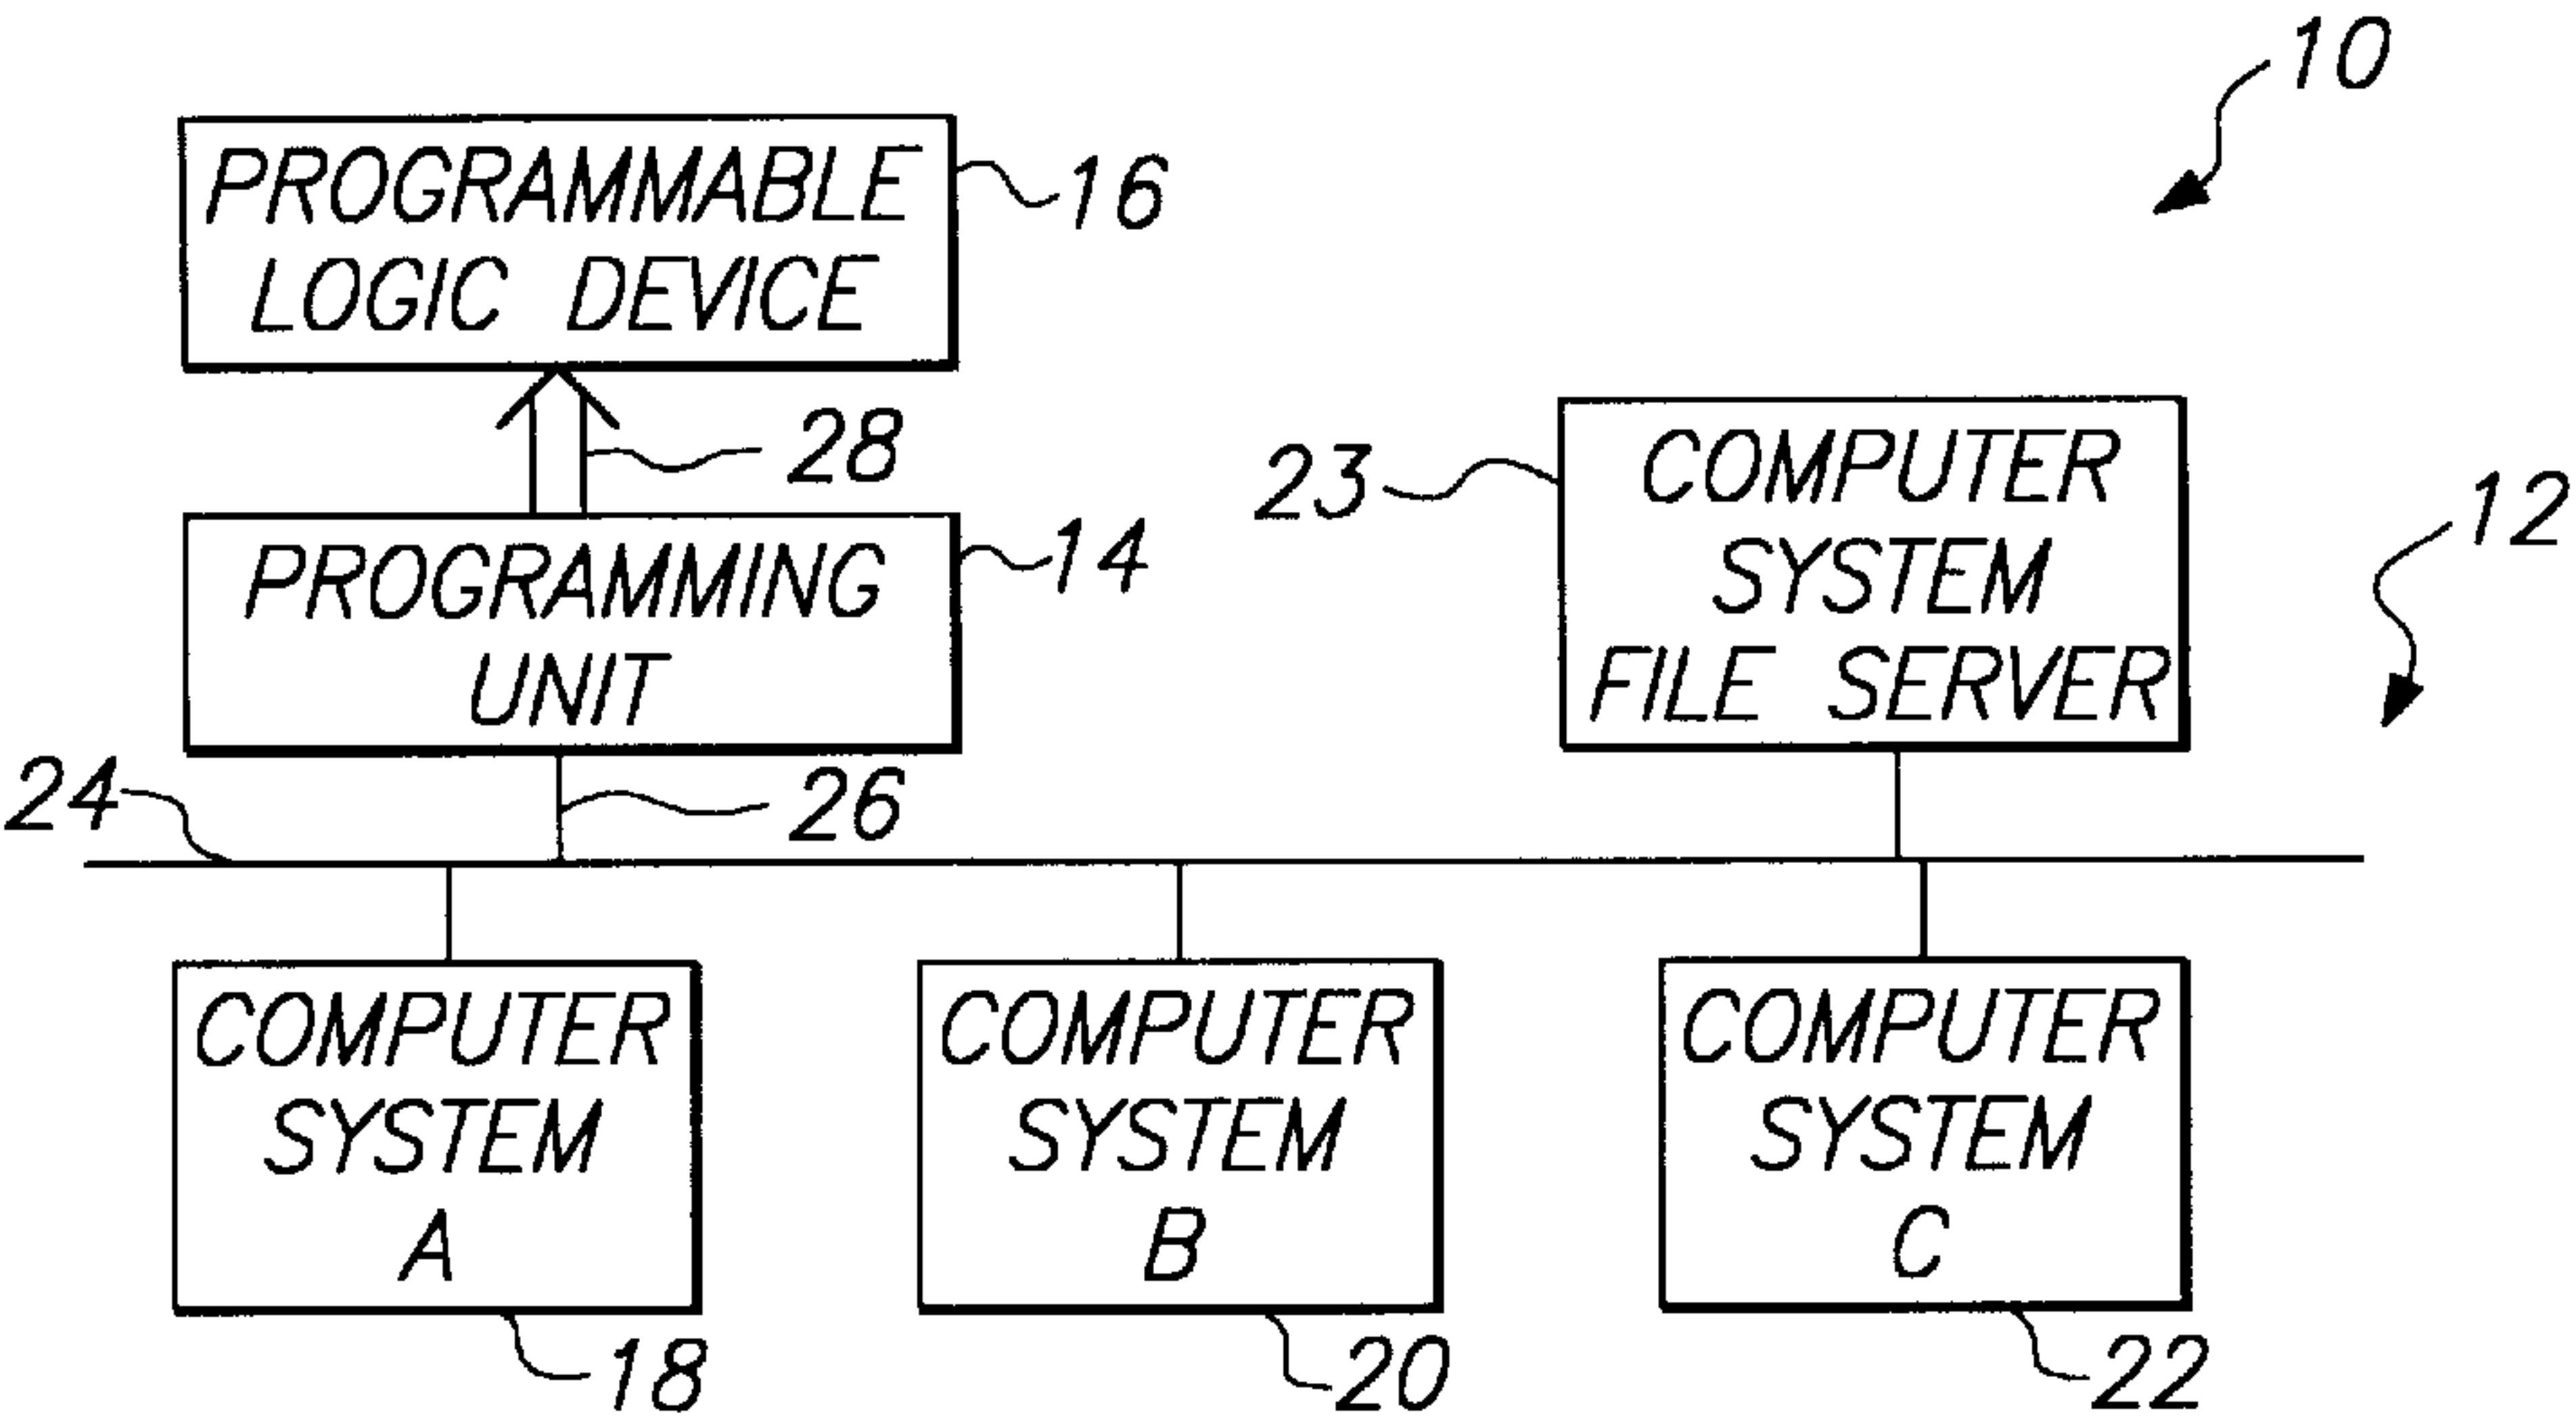 10
PROGRAMMABLE
LOGIC DEVICE
16
28
PROGRAMMING
UNIT
14
23
COMPUTER
SYSTEM
FILE SERVER
12
24
26
COMPUTER
SYSTEM
A
18
COMPUTER
SYSTEM
B
20
COMPUTER
SYSTEM
C
22